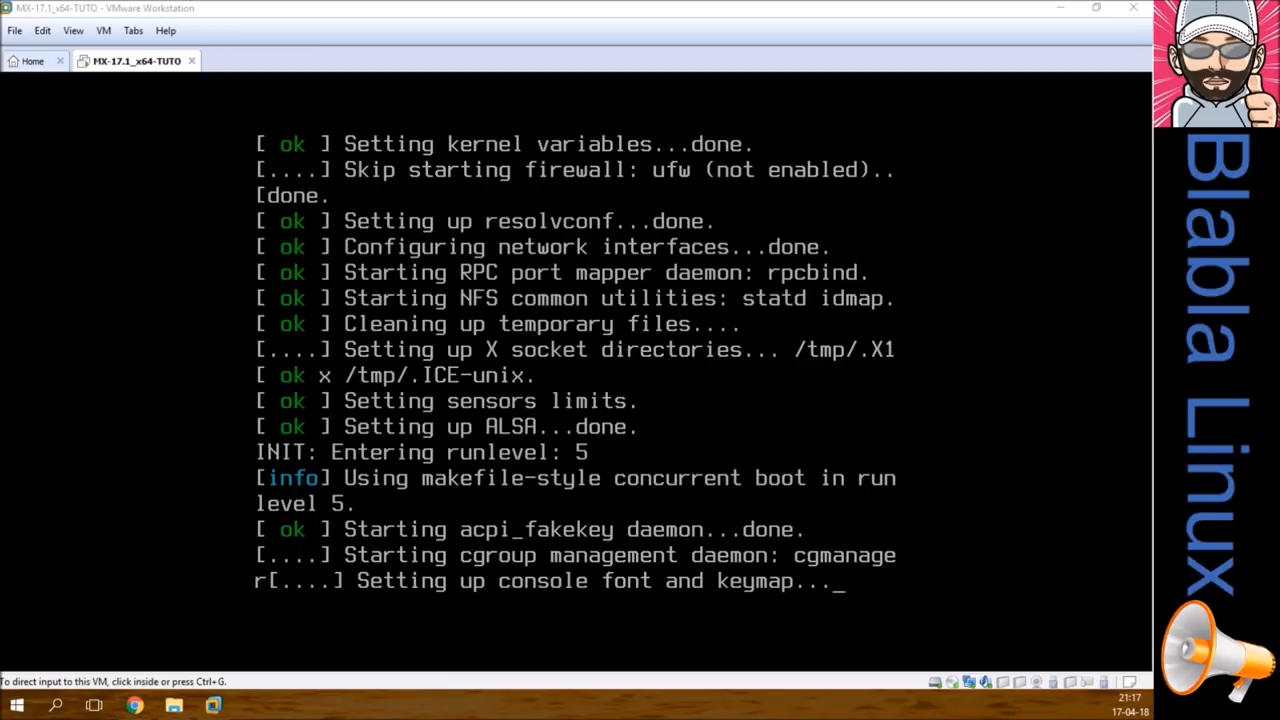 MX-17.1_x64-TUTO - VMware Workstation
File Edit View VM Tabs Help
Home MX-17.1_x64-TUTO
[ ok ] Setting kernel variables...done.
[....] Skip starting firewall: ufw (not enabled)..
[done.
[ ok ] Setting up resolvconf...done.
[ ok ] Configuring network interfaces...done.
[ ok ] Starting RPC port mapper daemon: rpcbind.
[ ok ] Starting NFS common utilities: statd idmap.
[ ok ] Cleaning up temporary files....
[....] Setting up X socket directories... /tmp/.X1
[ ok x /tmp/.ICE-unix.
[ ok ] Setting sensors limits.
[ ok ] Setting up ALSA...done.
INIT: Entering runlevel: 5
[info] Using makefile-style concurrent boot in run
level 5.
[ ok ] Starting acpi_fakekey daemon...done.
[....] Starting cgroup management daemon: cgmanage
r[....] Setting up console font and keymap..._
To direct input to this VM, click inside or press Ctrl+G.
21:17
17-04-18
Blabla Linux